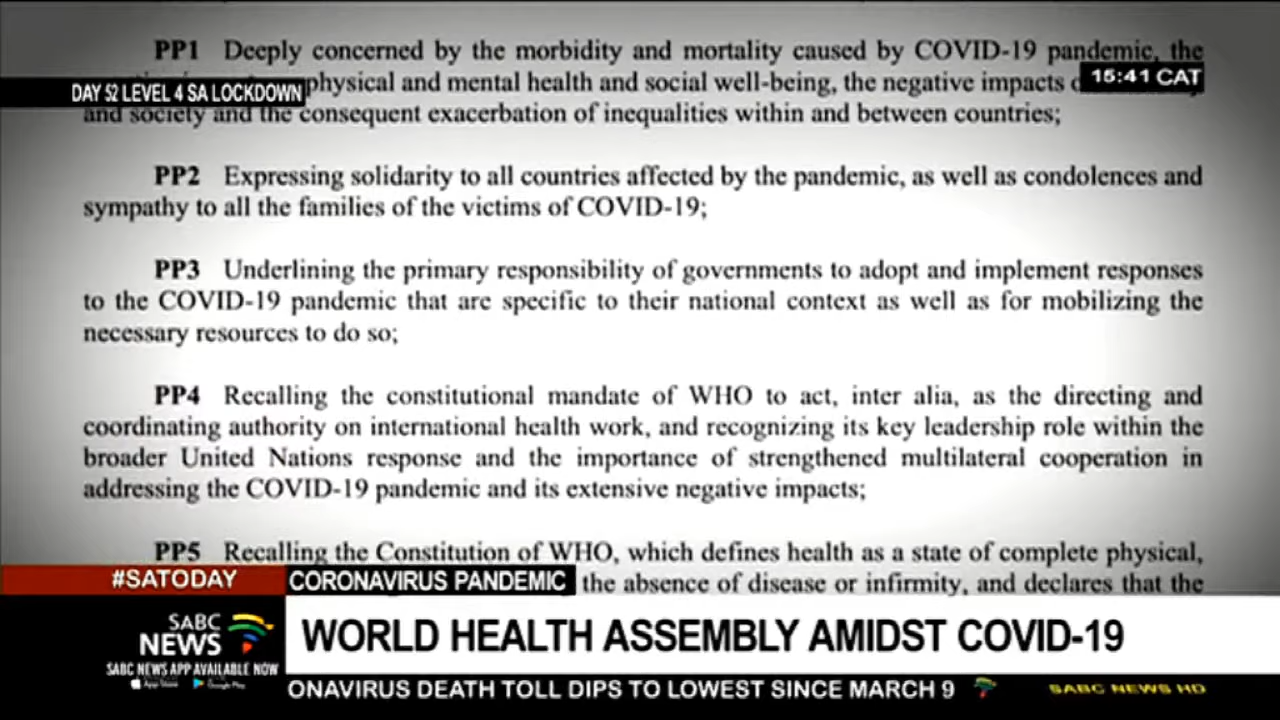 PP1 Deeply concerned by the morbidity and mortality caused by COVID-19 pandemic, the
15:41 CAT
DAY 52 LEVEL 4 SA LOCKDOWN
physical and mental health and social well-being, the negative impacts
and society and the consequent exacerbation of inequalities within and between countries;
PP2 Expressing solidarity to all countries affected by the pandemic, as well as condolences and
sympathy to all the families of the victims of COVID-19;
PP3 Underlining the primary responsibility of governments to adopt and implement responses
to the COVID-19 pandemic that are specific to their national context as well as for mobilizing the
necessary resources to do so;
PP4 Recalling the constitutional mandate of WHO to act, inter alia, as the directing and
coordinating authority on international health work, and recognizing its key leadership role within the
broader United Nations response and the importance of strengthened multilateral cooperation in
addressing the COVID-19 pandemic and its extensive negative impacts;
PP5 Recalling the Constitution of WHO, which defines health as a state of complete physical,
the absence of disease or infirmity, and declares that the
#SATODAY
CORONAVIRUS PANDEMIC
SABC
NEWS
SABC NEWS APP AVAILABLE NOW
App Store Google Play
WORLD HEALTH ASSEMBLY AMIDST COVID-19
ONAVIRUS DEATH TOLL DIPS TO LOWEST SINCE MARCH 9
SABC NEWS HD